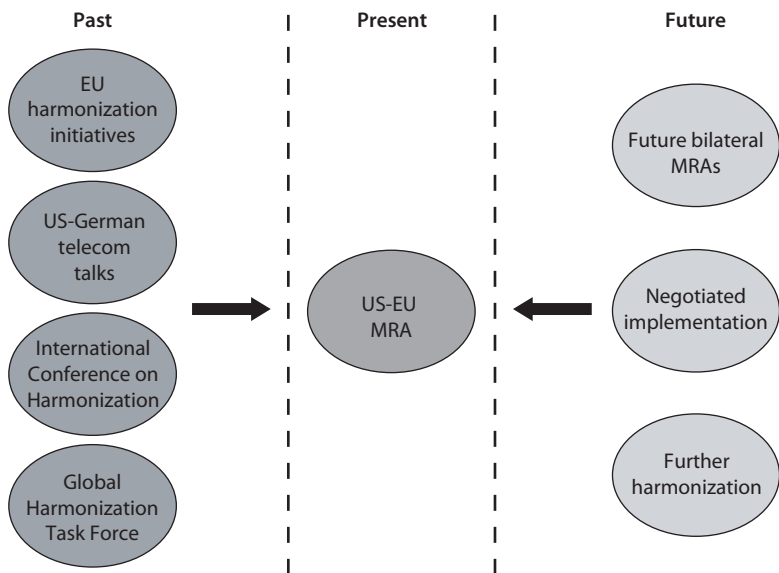 Past
Present
Future
EU
harmonization
initiatives
US-German
telecom
talks
International
Conference on
Harmonization
Global
Harmonization
Task Force
US-EU
MRA
Future bilateral
MRAs
Negotiated
implementation
Further
harmonization